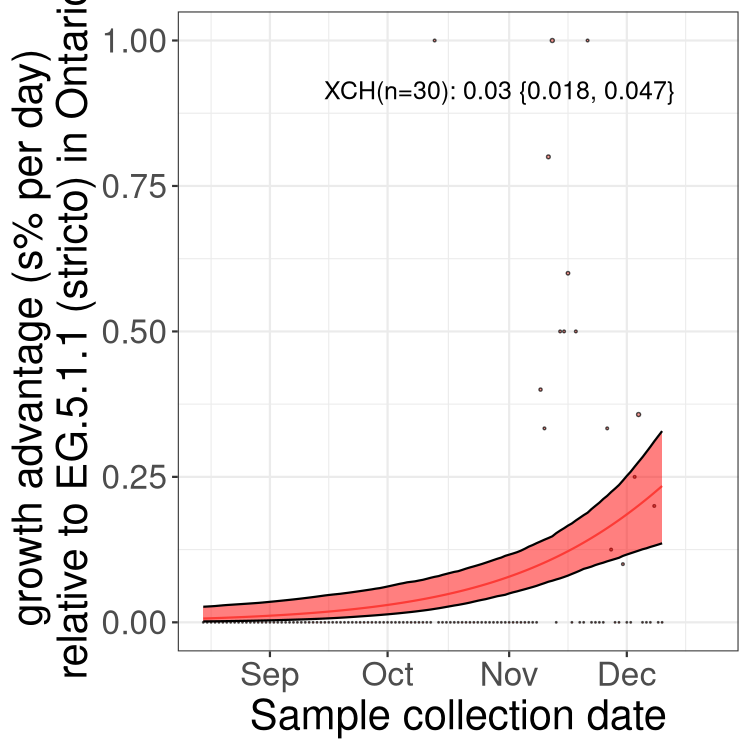 growth advantage (s% per day)
relative to EG.5.1.1 (stricto) in Ontario
1.00
0.75
0.50
0.25
0.00
XCH(n=30): 0.03 {0.018, 0.047}
Sep Oct Nov Dec
Sample collection date